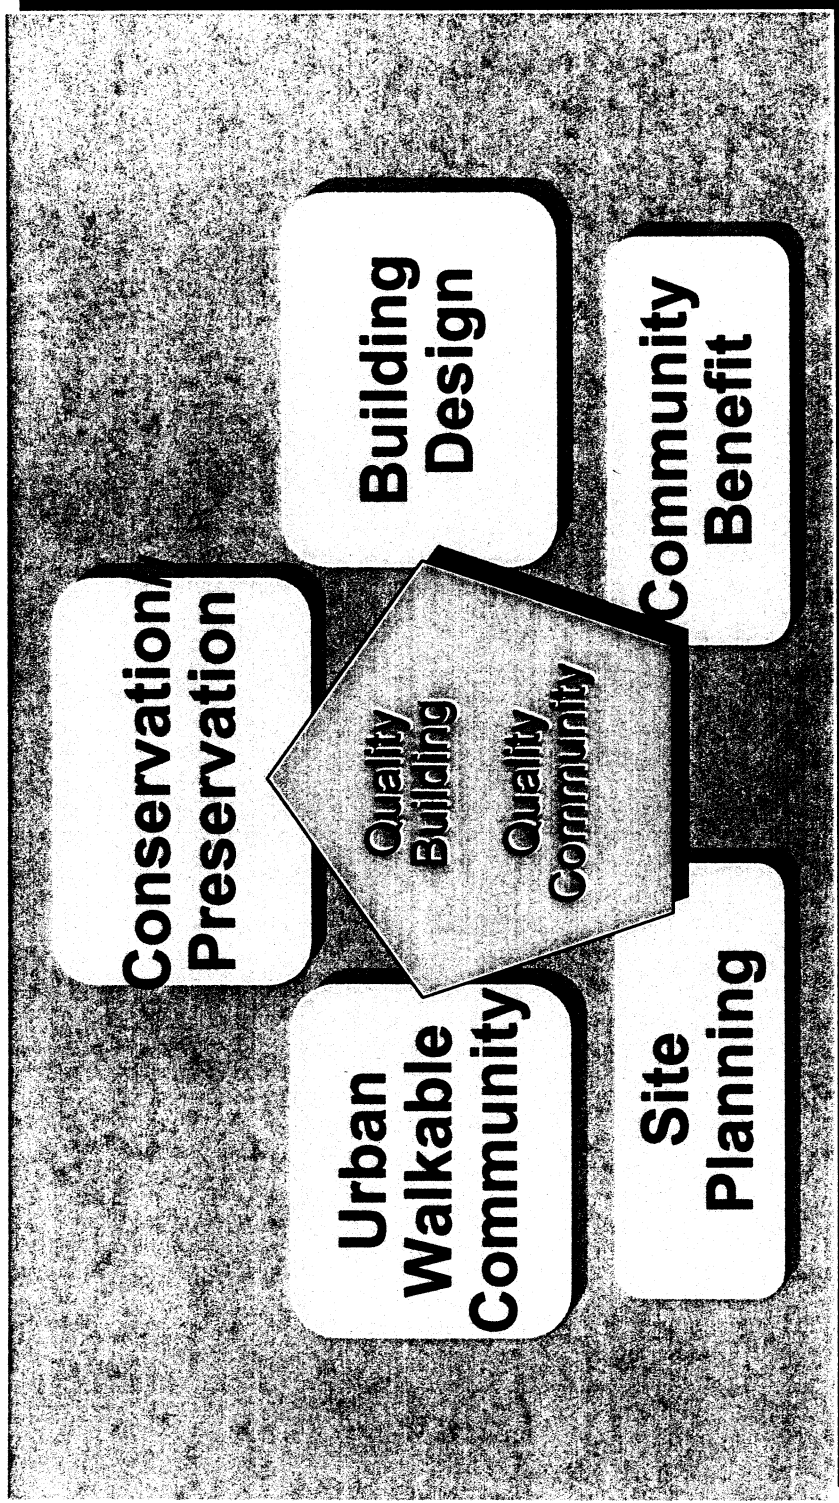 Conservation/
Preservation
Urban
Walkable
Community
Building
Design
Quality
Building
Quality
Community
Site
Planning
Community
Benefit